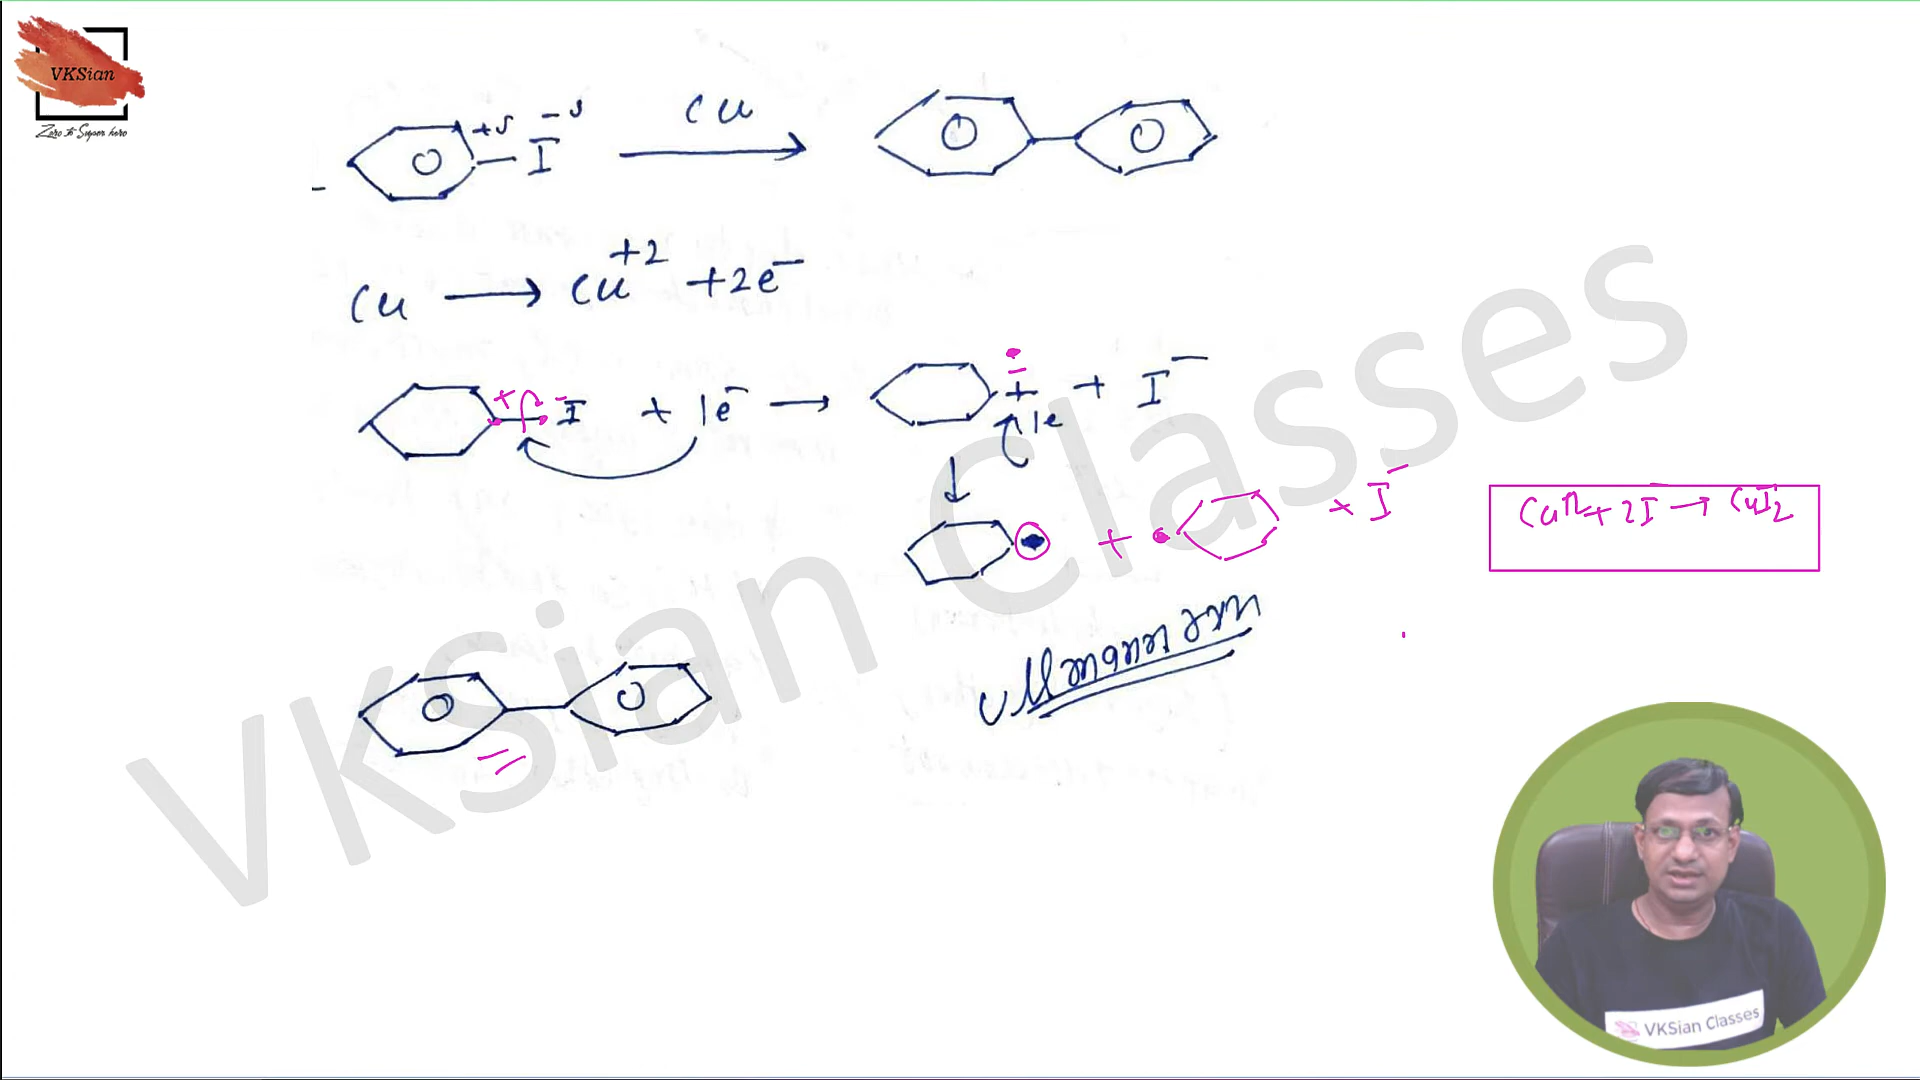 VKSian
Zero to Super hero
+δ -δ
I Cu
Cu ⟶ Cu+2 +2e-
+ -
I + 1e- ⟶ + + I-
1e
+ + I-
Cu+2 + 2I- → CuI2
Ullmann rxn
VKSian Classes
VKSian Classes